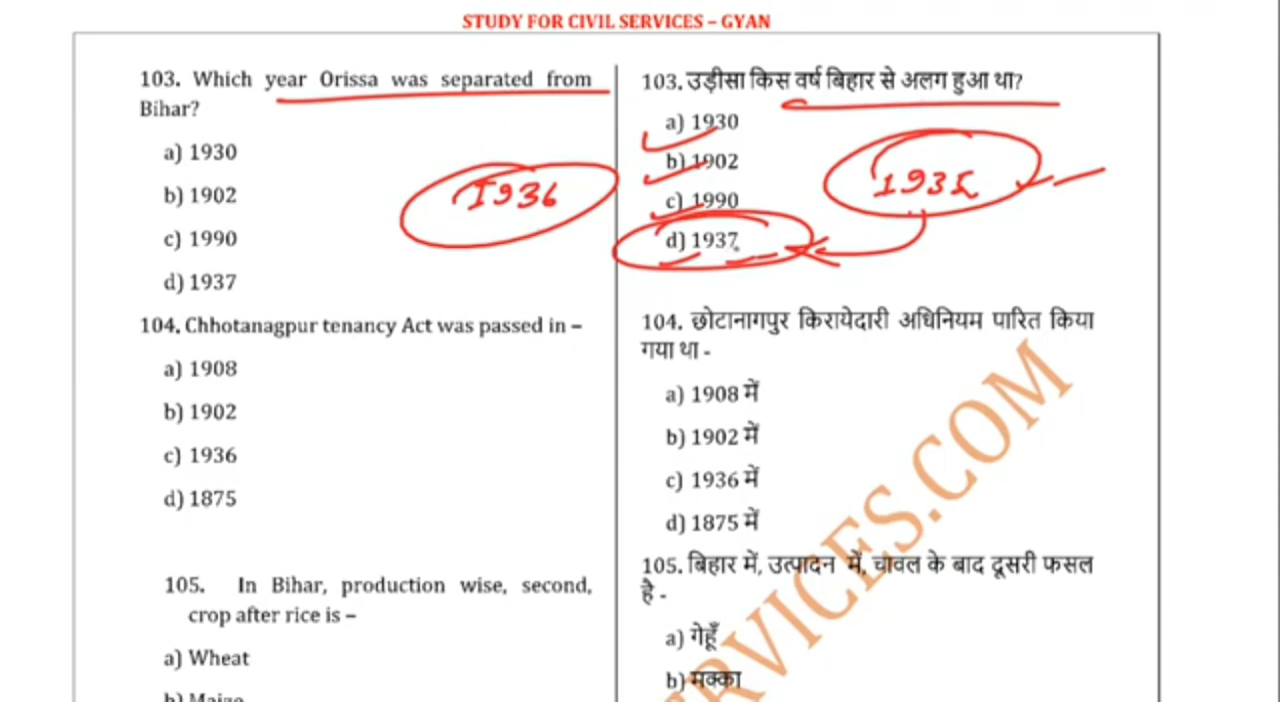 STUDY FOR CIVIL SERVICES – GYAN
103. Which year Orissa was separated from
Bihar?
a) 1930
b) 1902
c) 1990
d) 1937
1936
104. Chhotanagpur tenancy Act was passed in –
a) 1908
b) 1902
c) 1936
d) 1875
105. In Bihar, production wise, second,
crop after rice is –
a) Wheat
b) Maize
103. उड़ीसा किस वर्ष बिहार से अलग हुआ था?
a) 1930
b) 1902
c) 1990
d) 1937
104. छोटानागपुर किरायेदारी अधिनियम पारित किया
गया था -
a) 1908 में
b) 1902 में
c) 1936 में
d) 1875 में
105. बिहार में, उत्पादन में, चावल के बाद दूसरी फसल
है -
a) गेहूँ
b) मक्का
RVICES.COM